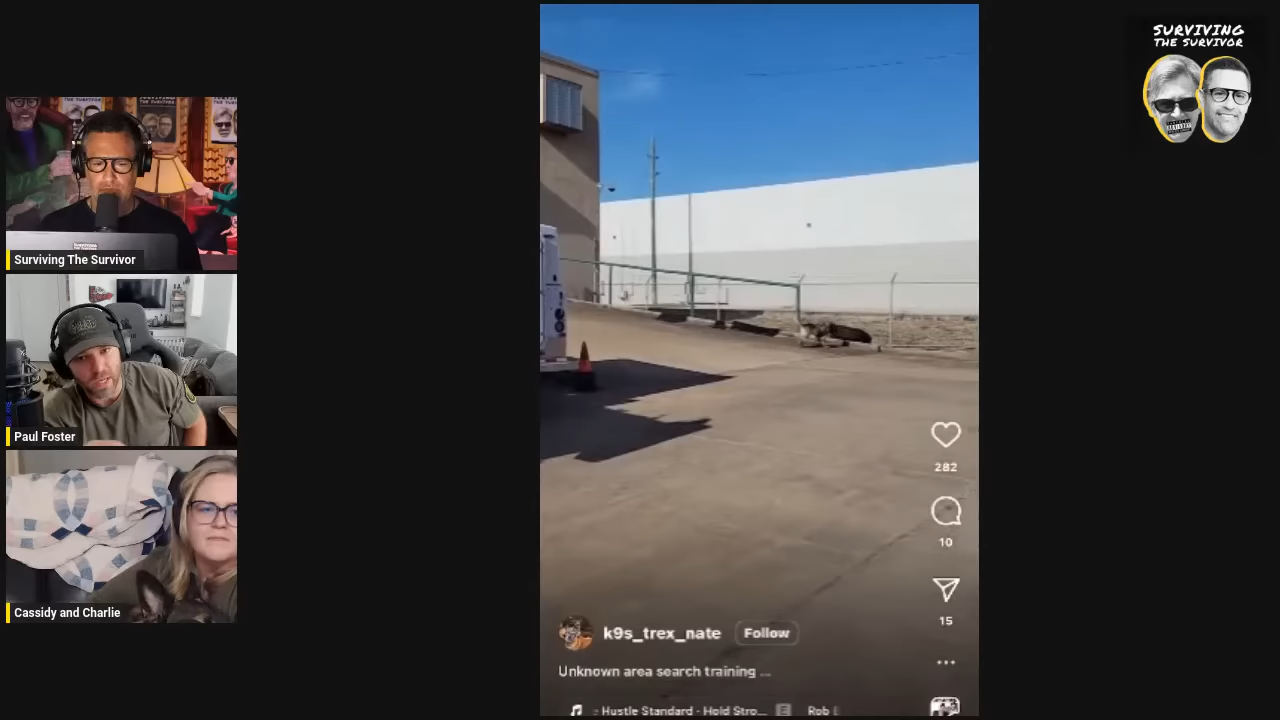 SURVIVING
THE SURVIVOR
Surviving The Survivor
Paul Foster
Cassidy and Charlie
282
10
15
k9s_trex_nate Follow
Unknown area search training ...
Hustle Standard - Hold Stro... Rob